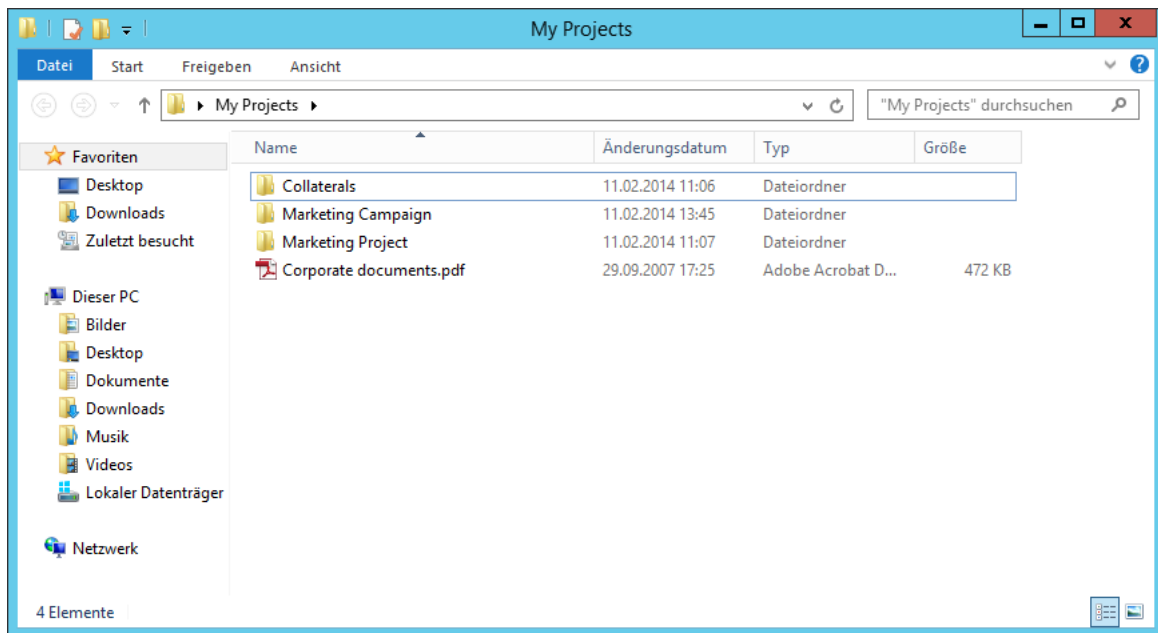 My Projects
Datei Start Freigeben Ansicht
My Projects "My Projects" durchsuchen
Name Änderungsdatum Typ Größe
Favoriten
Desktop
Downloads
Zuletzt besucht
Dieser PC
Bilder
Desktop
Dokumente
Downloads
Musik
Videos
Lokaler Datenträger
Netzwerk
Collaterals 11.02.2014 11:06 Dateiordner
Marketing Campaign 11.02.2014 13:45 Dateiordner
Marketing Project 11.02.2014 11:07 Dateiordner
Corporate documents.pdf 29.09.2007 17:25 Adobe Acrobat D... 472 KB
4 Elemente